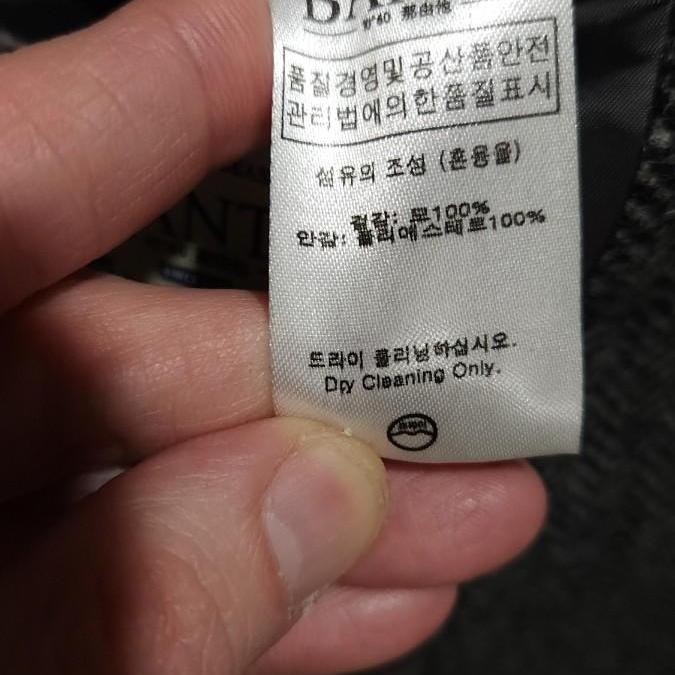 품질경영및공산품안전
관리법에의한품질표시
섬유의 조성 (혼용율)
겉감: 모100%
안감: 폴리에스테르100%
드라이 클리닝하십시오.
Dry Cleaning Only.
드라이